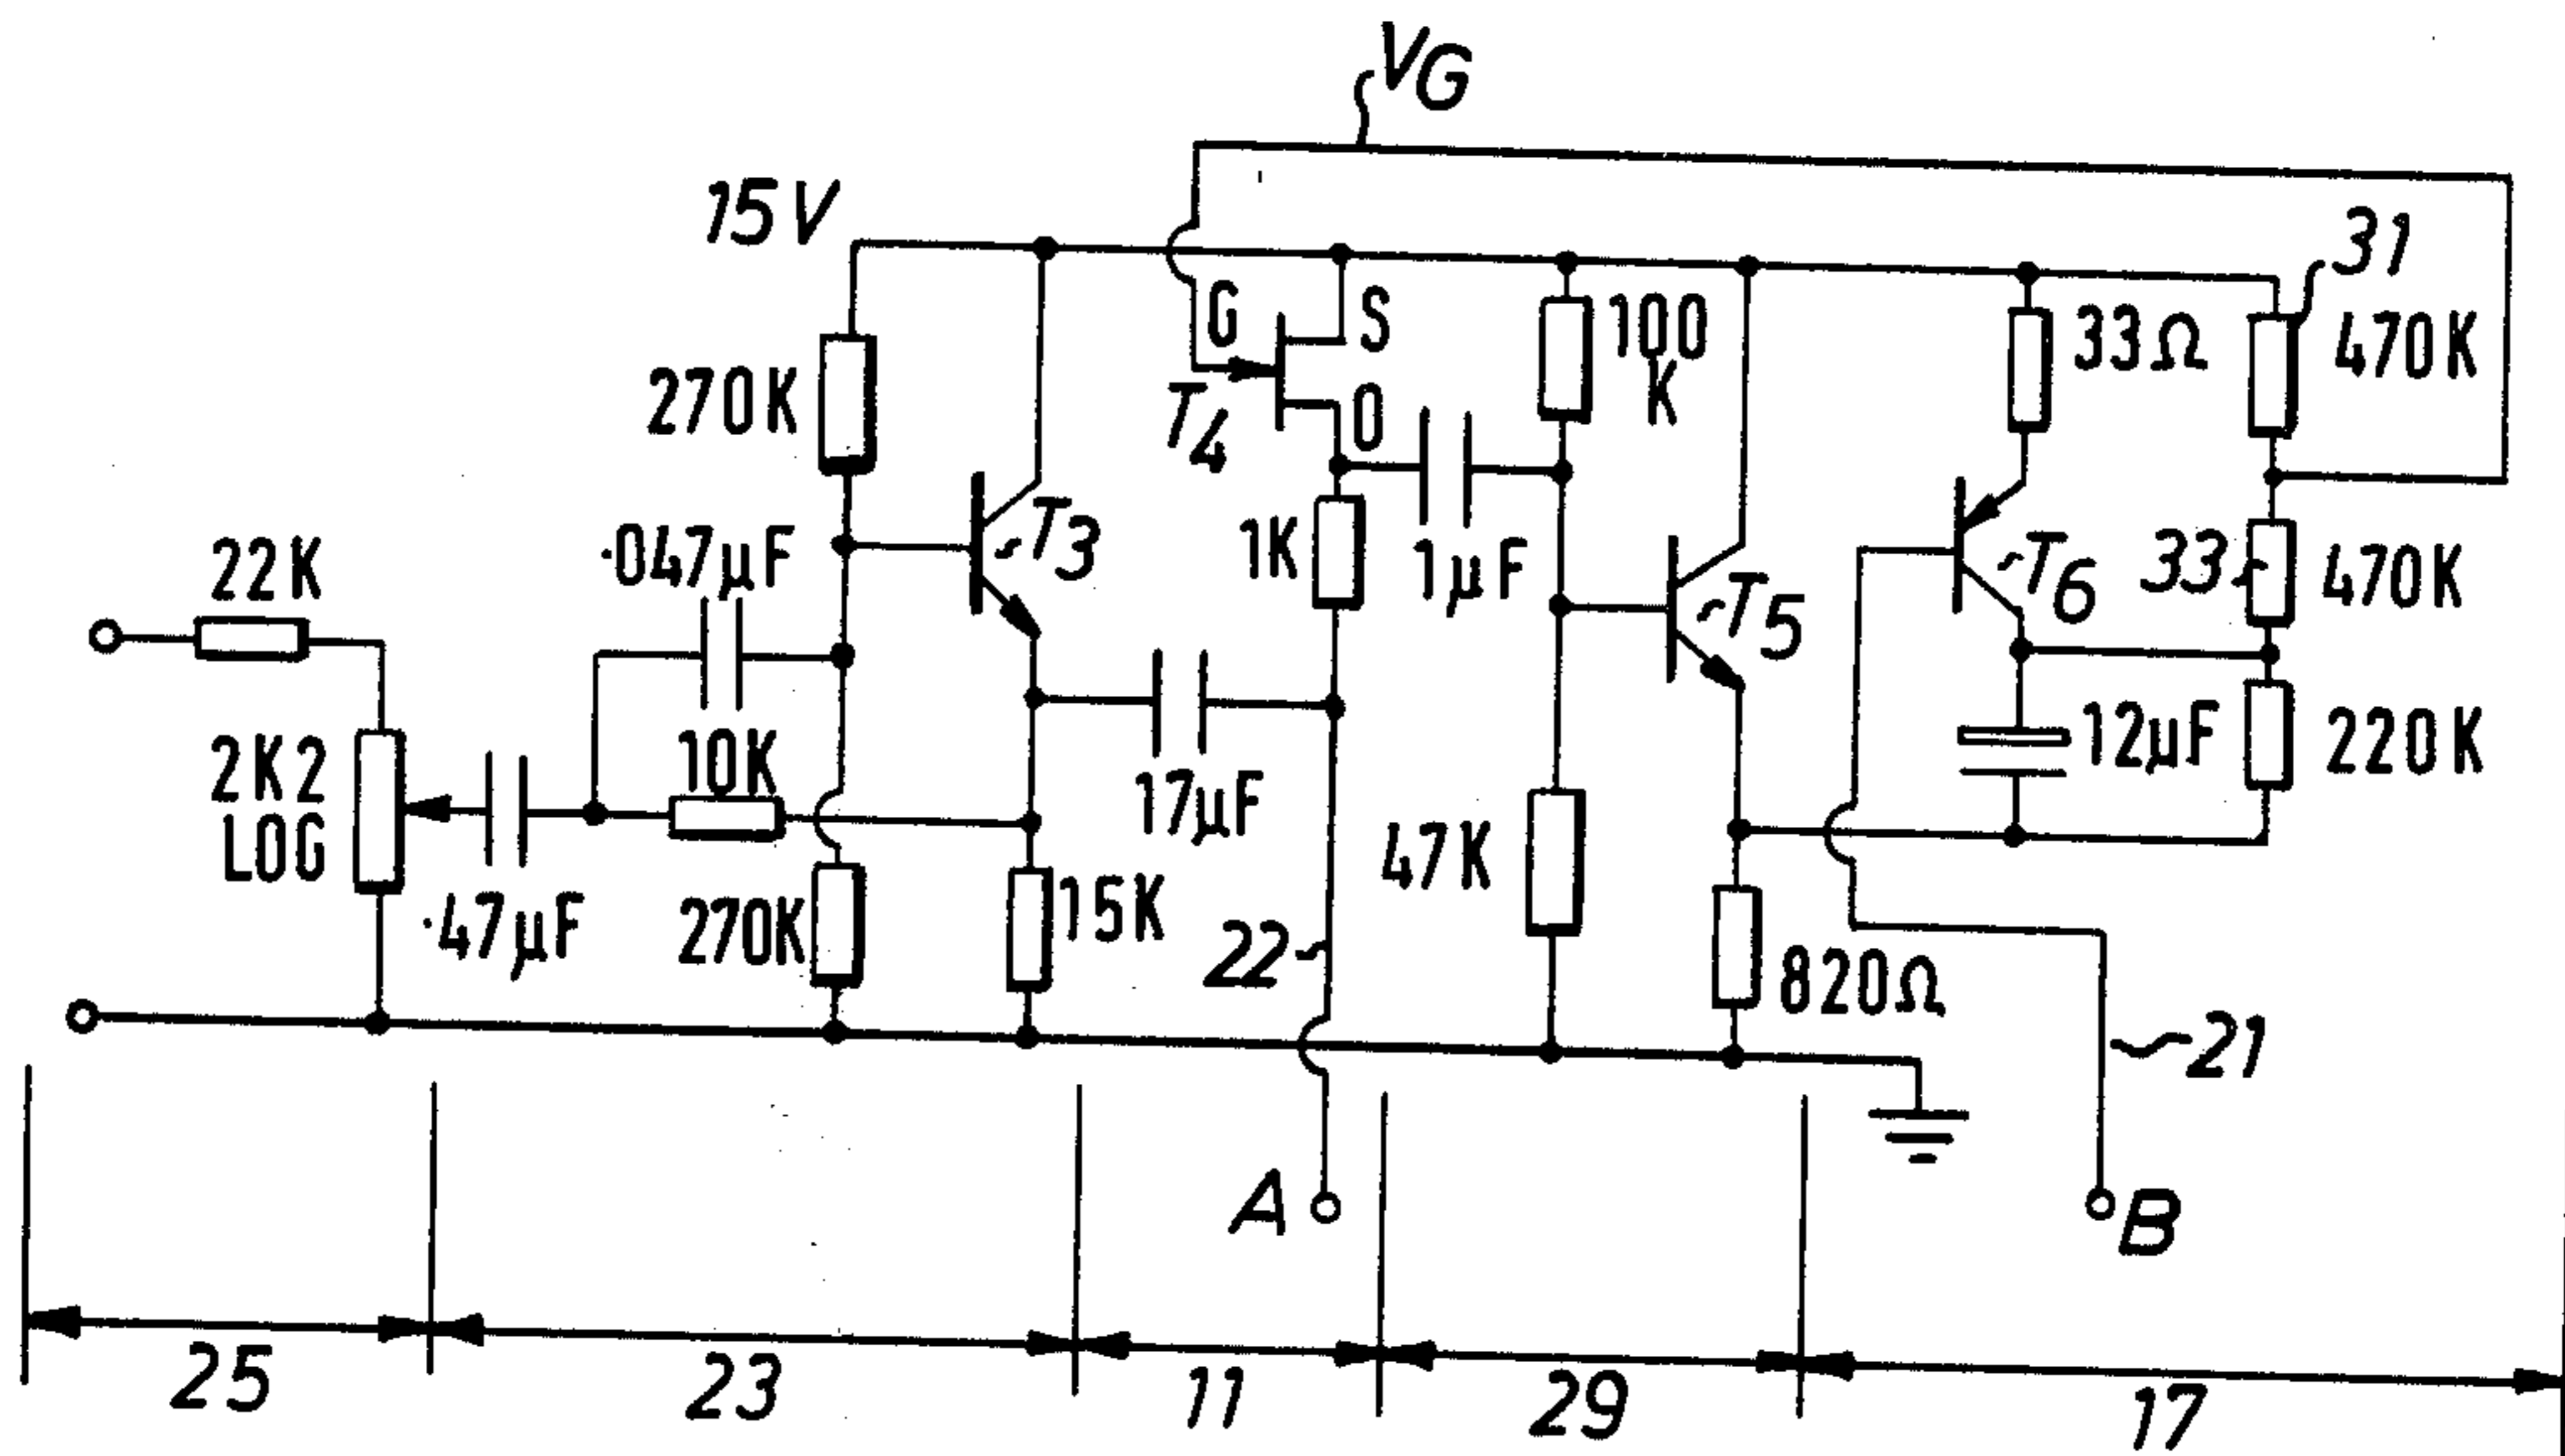 VG
15V
31
G
S
100
K
33Ω
470K
270K
T4
O
.047µF
T3
1K
1µF
T5
T6
33
470K
22K
2K2
LOG
10K
17µF
12µF
220K
.47µF
270K
15K
47K
22
820Ω
21
A
B
25
23
11
29
17